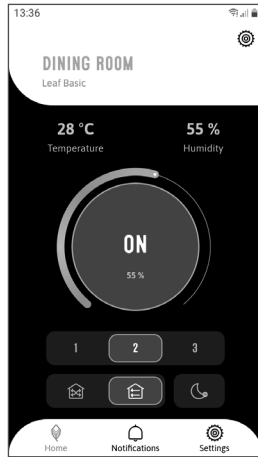 13:36
DINING ROOM
Leaf Basic
28 °C
55 %
Temperature
Humidity
ON
55 %
1
2
3
Home
Notifications
Settings